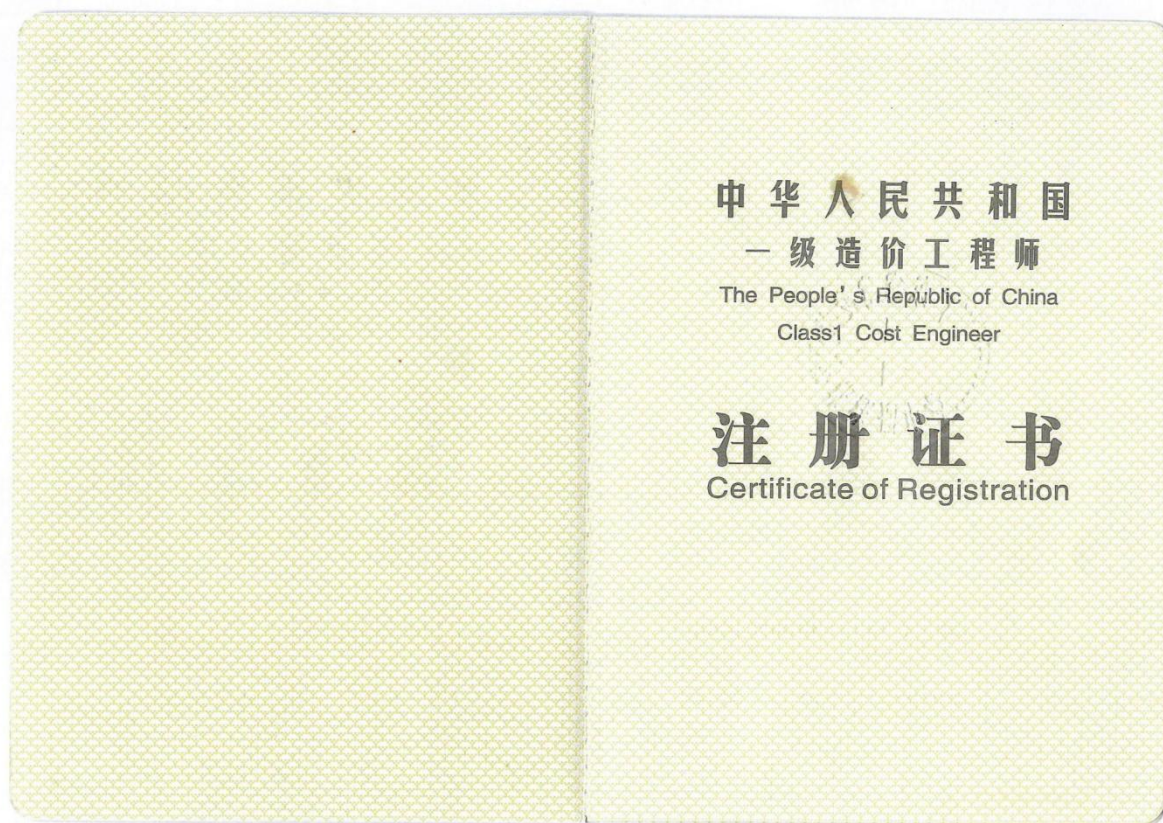 中华人民共和国
一级造价工程师
The People's Republic of China
Class1 Cost Engineer
注册证书
Certificate of Registration